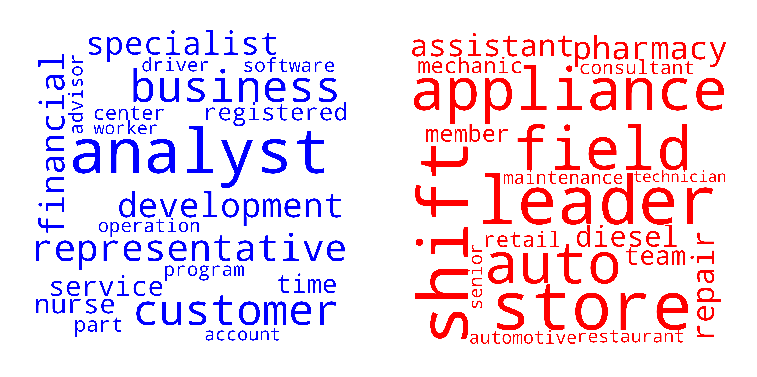 specialist
driver software
business
financial
advisor
center registered
worker
analyst
development
operation
representative
program
service time
nurse customer
part
account
assistant pharmacy
mechanic consultant
appliance
member
field
shift
maintenance technician
leader
retail diesel
auto team
senior
repair
store
automotive restaurant